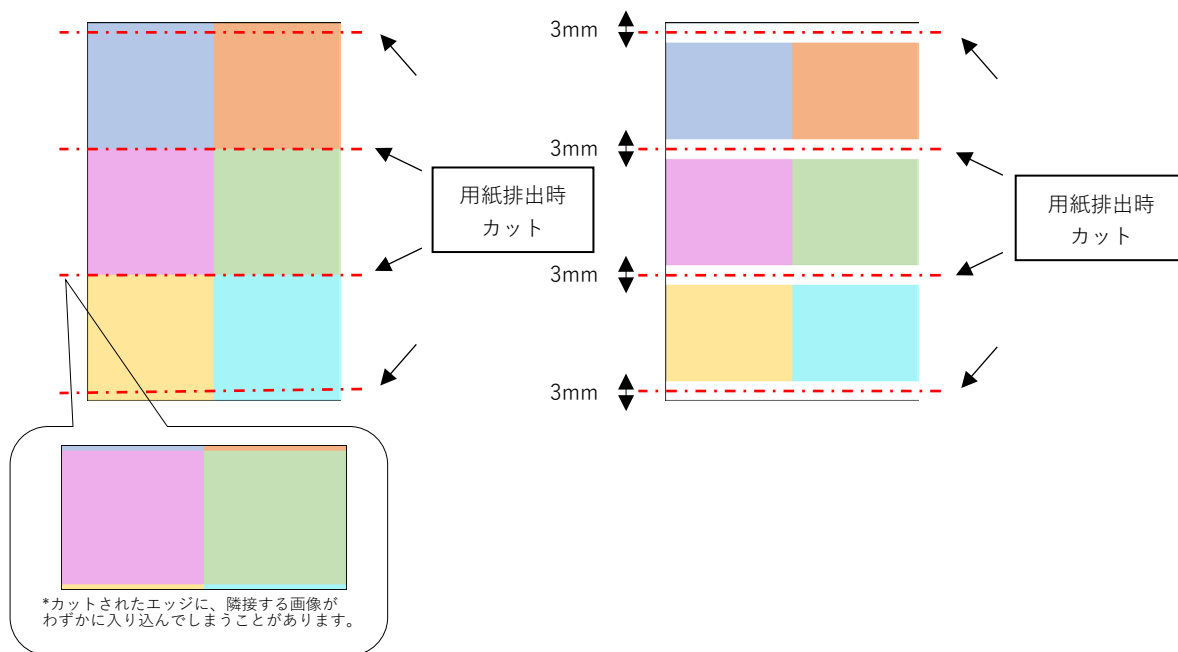 用紙排出時
カット
*カットされたエッジに、隣接する画像が
わずかに入り込んでしまうことがあります。
3mm
3mm
3mm
3mm
用紙排出時
カット